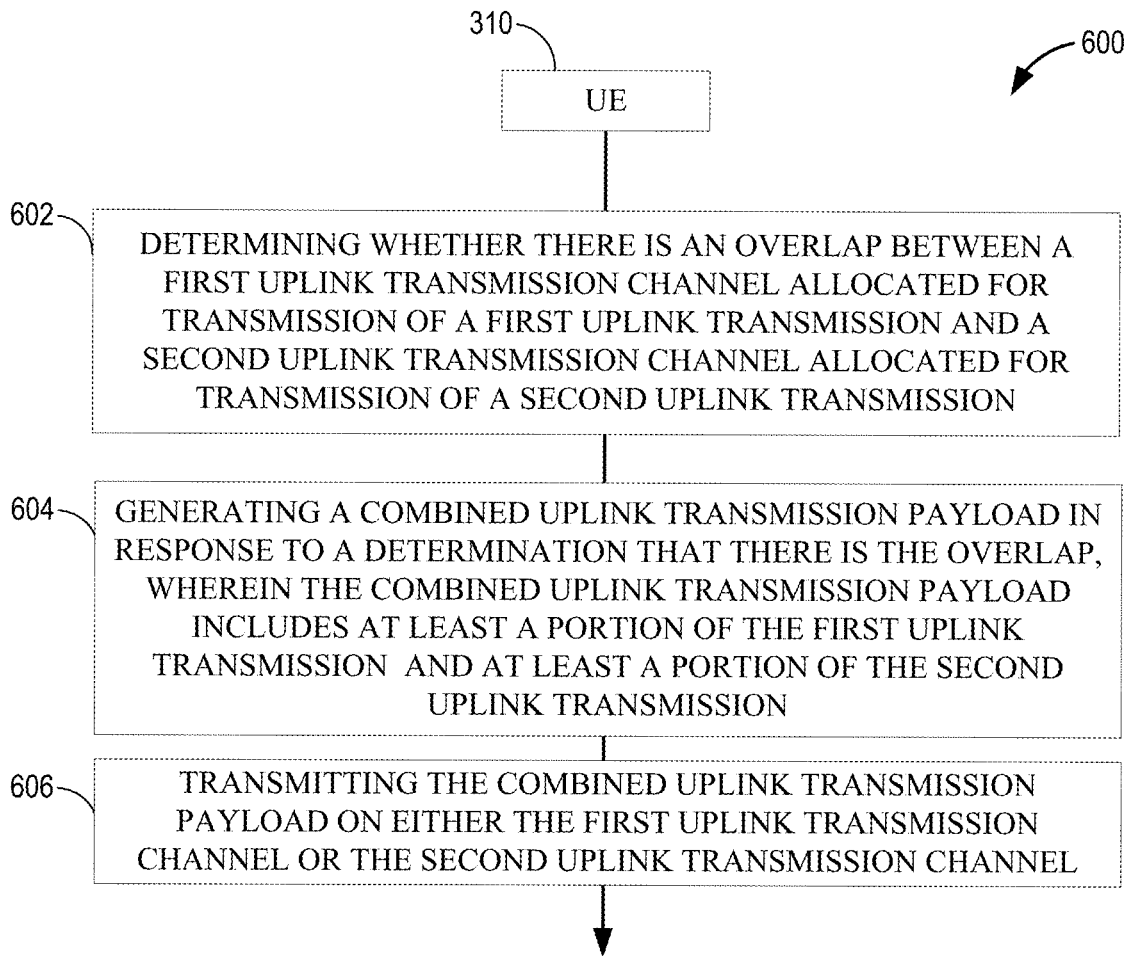 310
600
UE
602
DETERMINING WHETHER THERE IS AN OVERLAP BETWEEN A
FIRST UPLINK TRANSMISSION CHANNEL ALLOCATED FOR
TRANSMISSION OF A FIRST UPLINK TRANSMISSION AND A
SECOND UPLINK TRANSMISSION CHANNEL ALLOCATED FOR
TRANSMISSION OF A SECOND UPLINK TRANSMISSION
604
GENERATING A COMBINED UPLINK TRANSMISSION PAYLOAD IN
RESPONSE TO A DETERMINATION THAT THERE IS THE OVERLAP,
WHEREIN THE COMBINED UPLINK TRANSMISSION PAYLOAD
INCLUDES AT LEAST A PORTION OF THE FIRST UPLINK
TRANSMISSION AND AT LEAST A PORTION OF THE SECOND
UPLINK TRANSMISSION
606
TRANSMITTING THE COMBINED UPLINK TRANSMISSION
PAYLOAD ON EITHER THE FIRST UPLINK TRANSMISSION
CHANNEL OR THE SECOND UPLINK TRANSMISSION CHANNEL